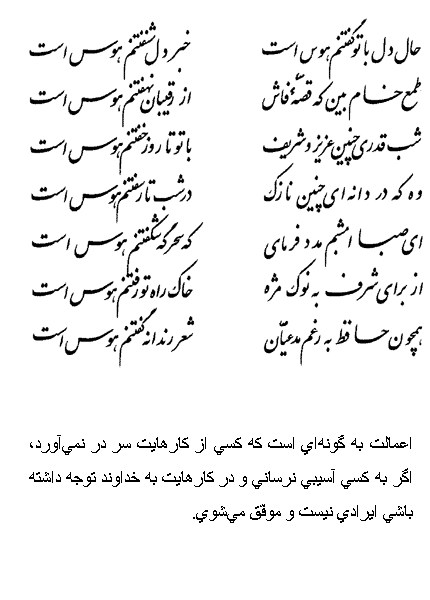 حال دل با تو گفتنم هوس است خبر دل شنفتنم هوس است
طمع خام بین که قصهٔ فاش از رقیبان نهفتنم هوس است
شب قدری چنین عزیز و شریف با تو تا روز خفتنم هوس است
وه که در دانه ای چنین نازک در شب تار سفتنم هوس است
ای صبا امشبم مدد فرمای که سحرگه شکفتنم هوس است
از برای شرف به نوک مژه خاک راه تو رفتنم هوس است
همچون حافظ به رغم مدعیان شعر رندانه گفتنم هوس است
اعمالت به گونه‌اي است كه كسي از كارهايت سر در نمي‌آورد،
اگر به كسي آسيبي نرساني و در كارهايت به خداوند توجه داشته
باشي ايرادي نيست و موفق مي‌شوي.